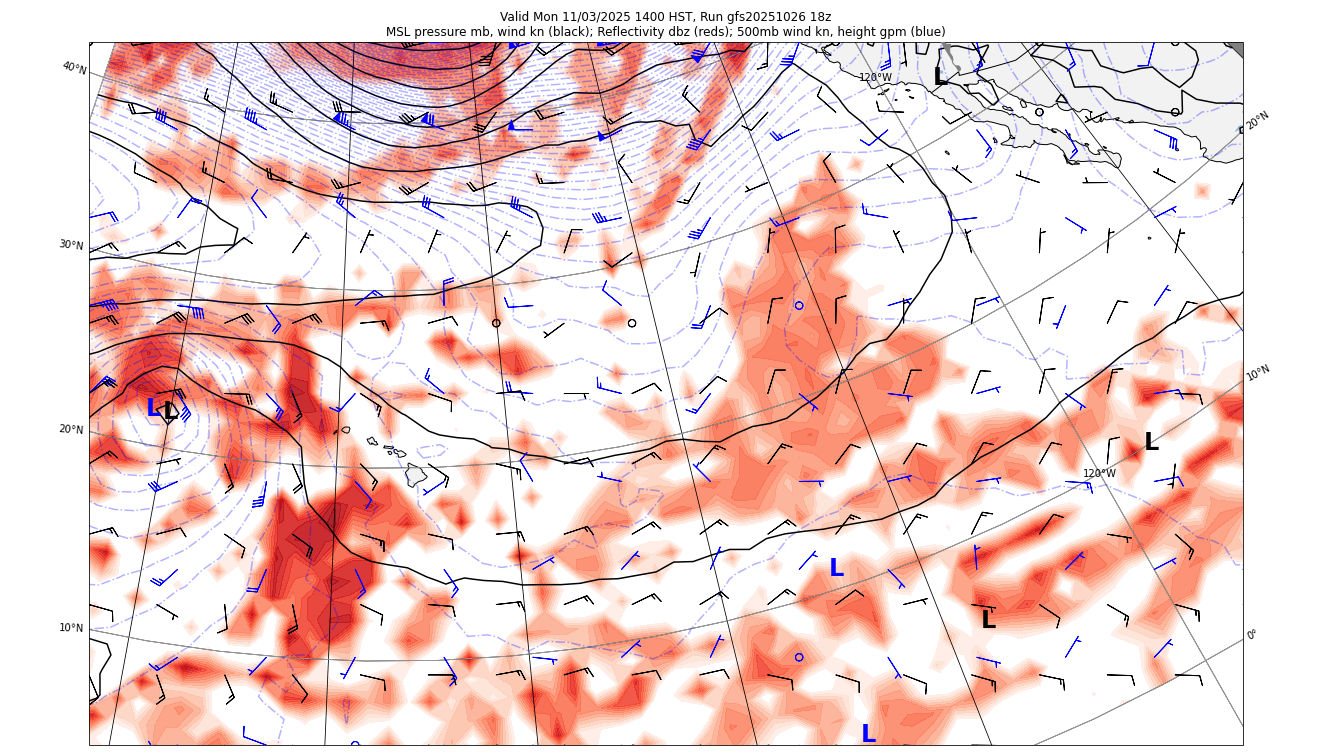 Valid Mon 11/03/2025 1400 HST, Run gfs20251026 18z
MSL pressure mb, wind kn (black); Reflectivity dbz (reds); 500mb wind kn, height gpm (blue)
40°N
120°W
L
20°N
30°N
10°N
L L
20°N
L
120°W
L
L
10°N
0°
L